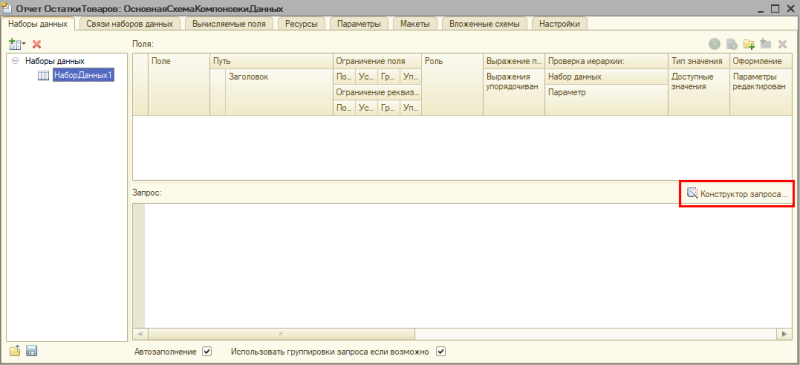 Отчет ОстаткиТоваров: ОсновнаяСхемаКомпоновкиДанных
Наборы данных Связи наборов данных Вычисляемые поля Ресурсы Параметры Макеты Вложенные схемы Настройки
Поля:
Наборы данных
НаборДанных1
Поле Путь Ограничение поля Роль Выражение п... Проверка иерархии: Тип значения Оформление
Заголовок По... Ус... Гр... Уп... Выражения упорядочиван Набор данных Доступные значения Параметры редактирован
Ограничение реквиз... Параметр
По... Ус... Гр... Уп...
Запрос: Конструктор запроса...
Автозаполнение Использовать группировки запроса если возможно